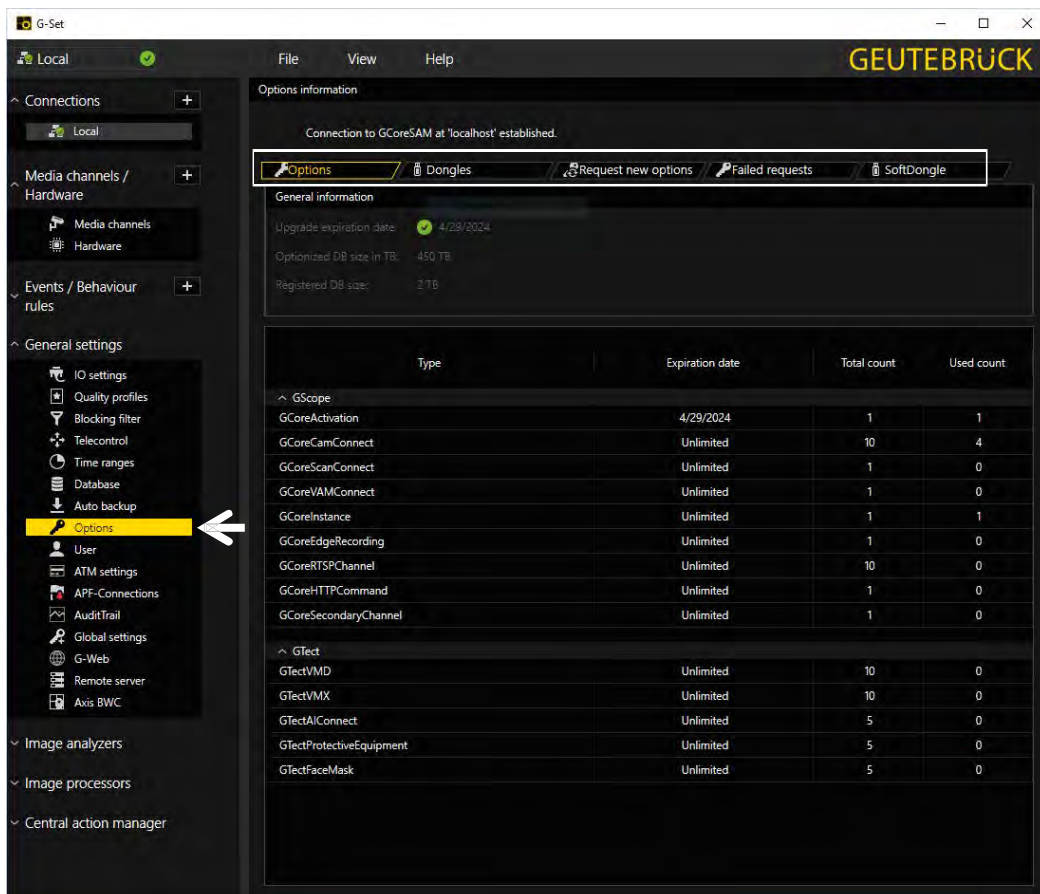 G-Set
Local
File View Help
GEUTEBRÜCK
Connections
Local
Media channels /
Hardware
Media channels
Hardware
Events / Behaviour
rules
General settings
IO settings
Quality profiles
Blocking filter
Telecontrol
Time ranges
Database
Auto backup
Options
User
ATM settings
APF-Connections
AuditTrail
Global settings
G-Web
Remote server
Axis BWC
Image analyzers
Image processors
Central action manager
Options information
Connection to GCoreSAM at 'localhost' established.
Options Dongles Request new options Failed requests SoftDongle
General information
Upgrade expiration date: 4/29/2024
Optionized DB size in TB: 450 TB
Registered DB size: 2 TB
Type Expiration date Total count Used count
GScope
GCoreActivation 4/29/2024 1 1
GCoreCamConnect Unlimited 10 4
GCoreScanConnect Unlimited 1 0
GCoreVAMConnect Unlimited 1 0
GCoreInstance Unlimited 1 1
GCoreEdgeRecording Unlimited 1 0
GCoreRTSPChannel Unlimited 10 0
GCoreHTTPCommand Unlimited 1 0
GCoreSecondaryChannel Unlimited 1 0
GTect
GTectVMD Unlimited 10 0
GTectVMX Unlimited 10 0
GTectAIConnect Unlimited 5 0
GTectProtectiveEquipment Unlimited 5 0
GTectFaceMask Unlimited 5 0